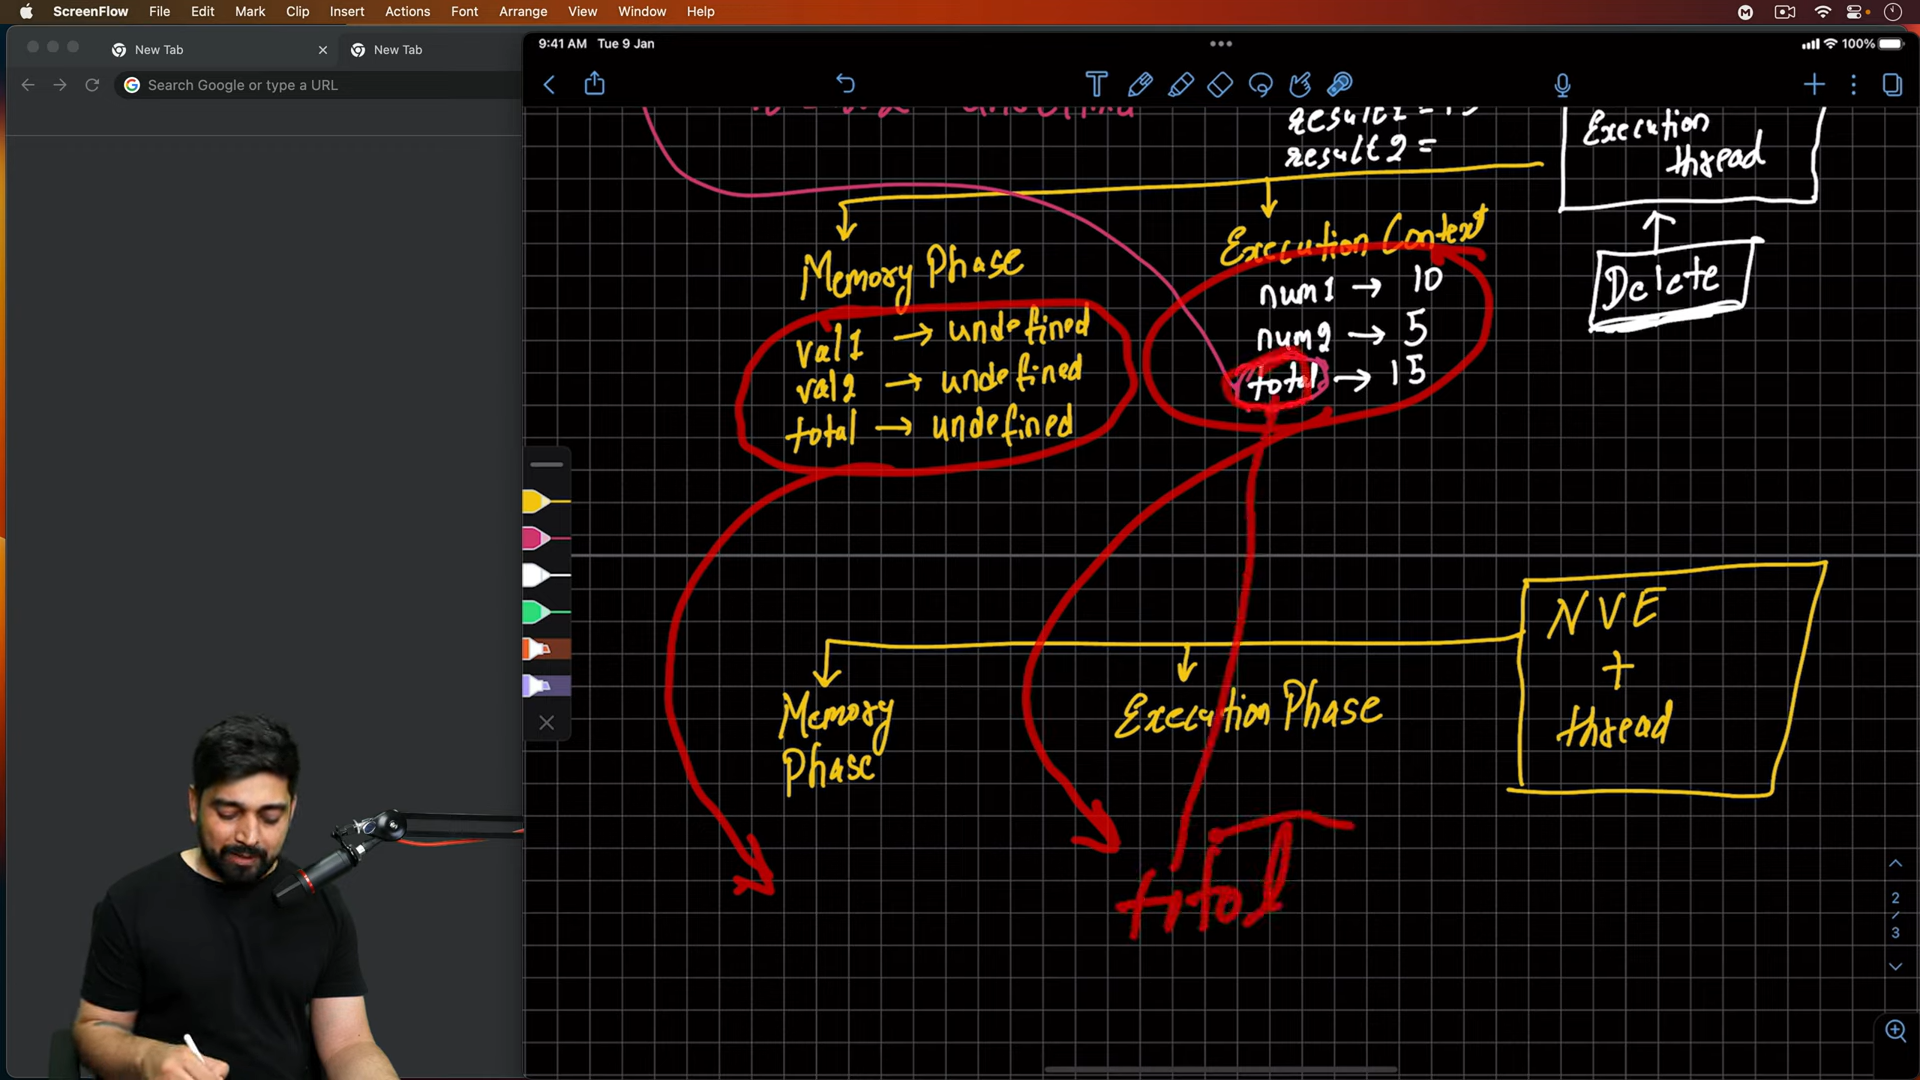 ScreenFlow File Edit Mark Clip Insert Actions Font Arrange View Window Help
New Tab
New Tab
Search Google or type a URL
9:41 AM Tue 9 Jan
100%
result2 =
Execution
thread
Delete
Memory Phase
val1 → undefined
val2 → undefined
total → undefined
Execution Context
num1 → 10
num2 → 5
total → 15
NVE
+
thread
Memory
Phase
Execution Phase
2
/
3